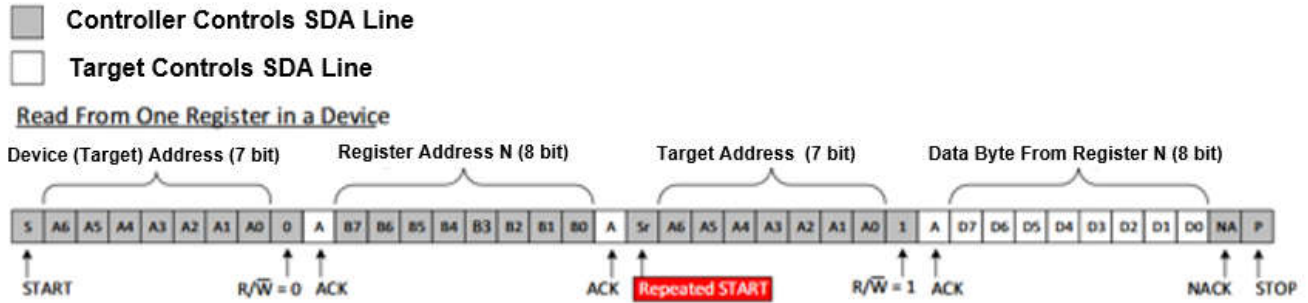 Controller Controls SDA Line
Target Controls SDA Line
Read From One Register in a Device
Device (Target) Address (7 bit) Register Address N (8 bit) Target Address (7 bit) Data Byte From Register N (8 bit)
S A6 A5 A4 A3 A2 A1 A0 0 A B7 B6 B5 B4 B3 B2 B1 B0 A Sr A6 A5 A4 A3 A2 A1 A0 1 A D7 D6 D5 D4 D3 D2 D1 D0 NA P
START R/W̅ = 0 ACK ACK Repeated START R/W̅ = 1 ACK NACK STOP